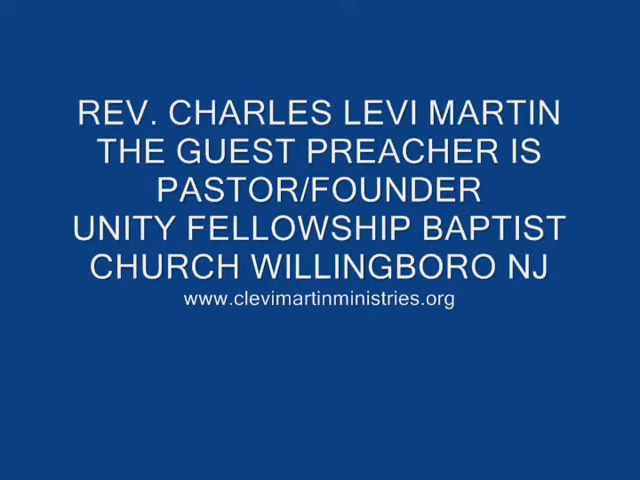 REV. CHARLES LEVI MARTIN
THE GUEST PREACHER IS
PASTOR/FOUNDER
UNITY FELLOWSHIP BAPTIST
CHURCH WILLINGBORO NJ
www.clevimartinministries.org